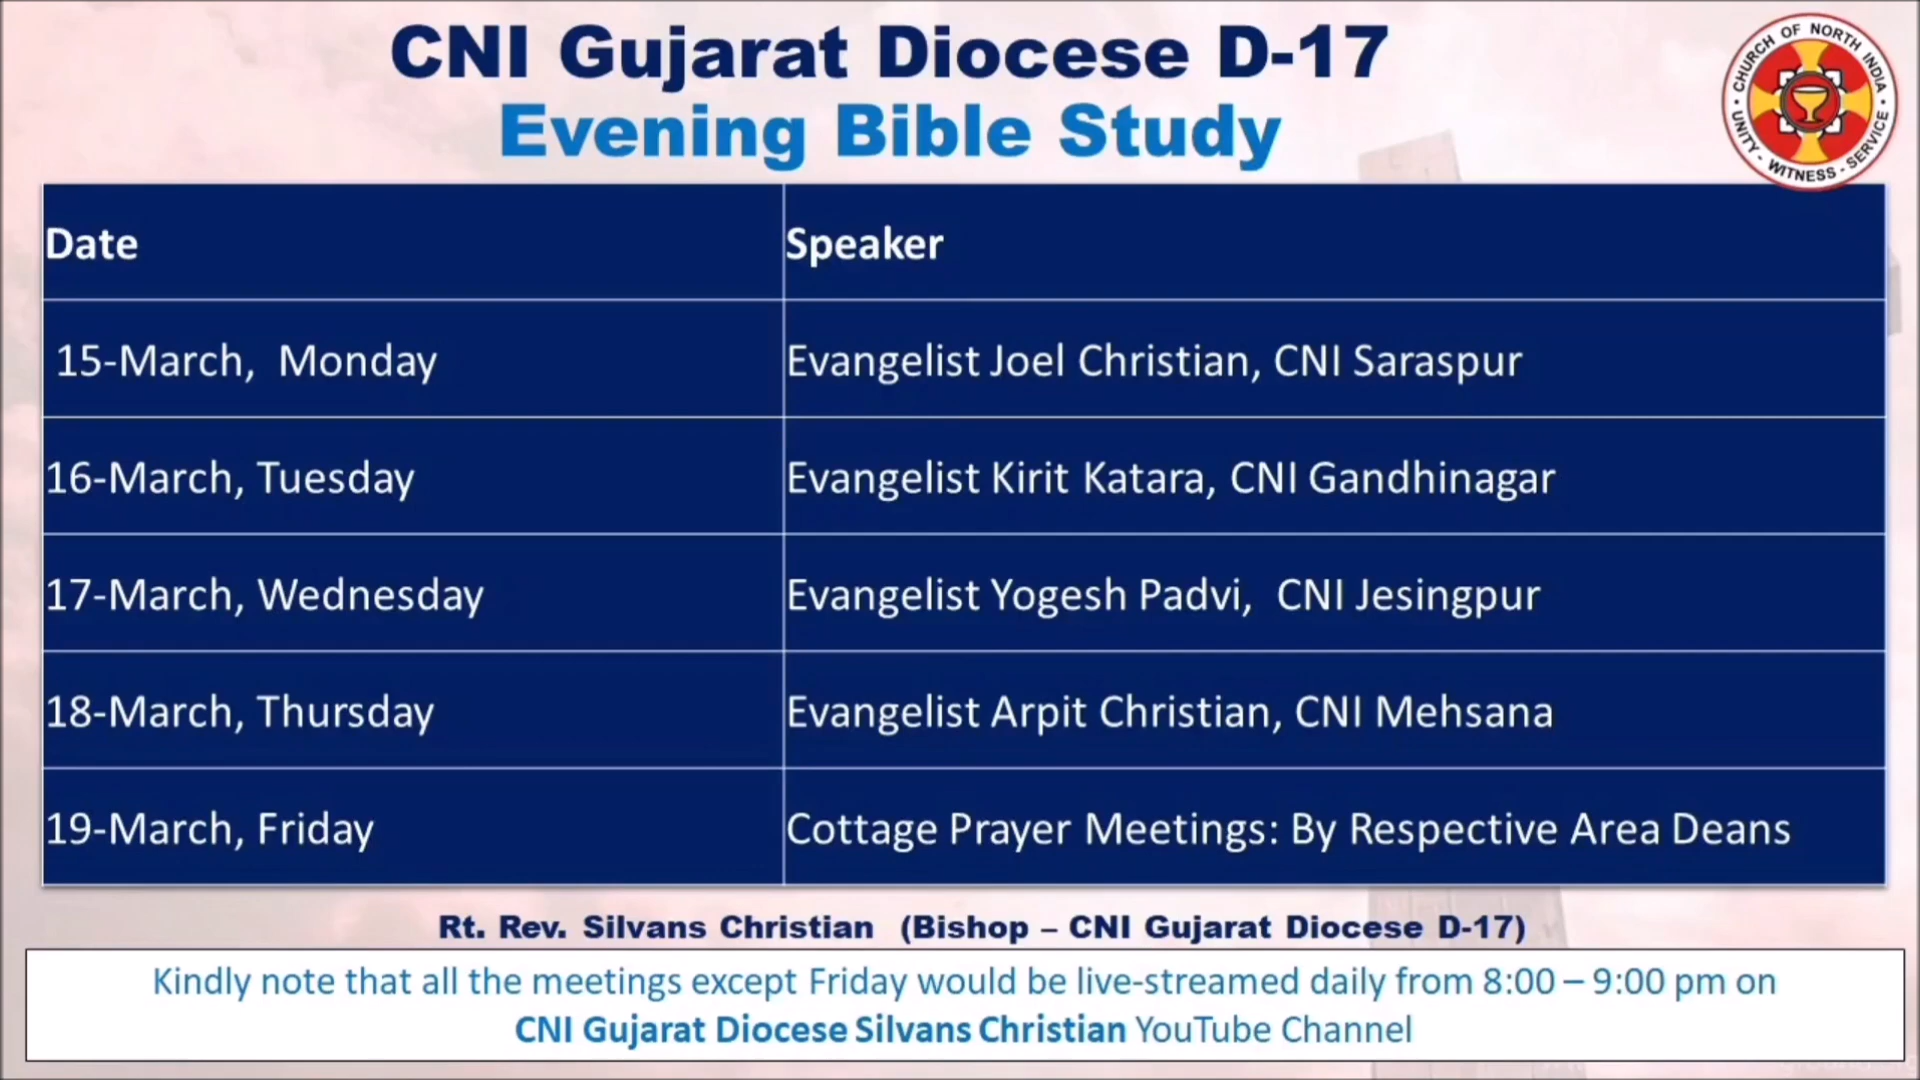 CNI Gujarat Diocese D-17
Evening Bible Study
CHURCH OF NORTH INDIA
UNITY - WITNESS - SERVICE
Date Speaker
15-March, Monday Evangelist Joel Christian, CNI Saraspur
16-March, Tuesday Evangelist Kirit Katara, CNI Gandhinagar
17-March, Wednesday Evangelist Yogesh Padvi, CNI Jesingpur
18-March, Thursday Evangelist Arpit Christian, CNI Mehsana
19-March, Friday Cottage Prayer Meetings: By Respective Area Deans
Rt. Rev. Silvans Christian (Bishop – CNI Gujarat Diocese D-17)
Kindly note that all the meetings except Friday would be live-streamed daily from 8:00 – 9:00 pm on
CNI Gujarat Diocese Silvans Christian YouTube Channel